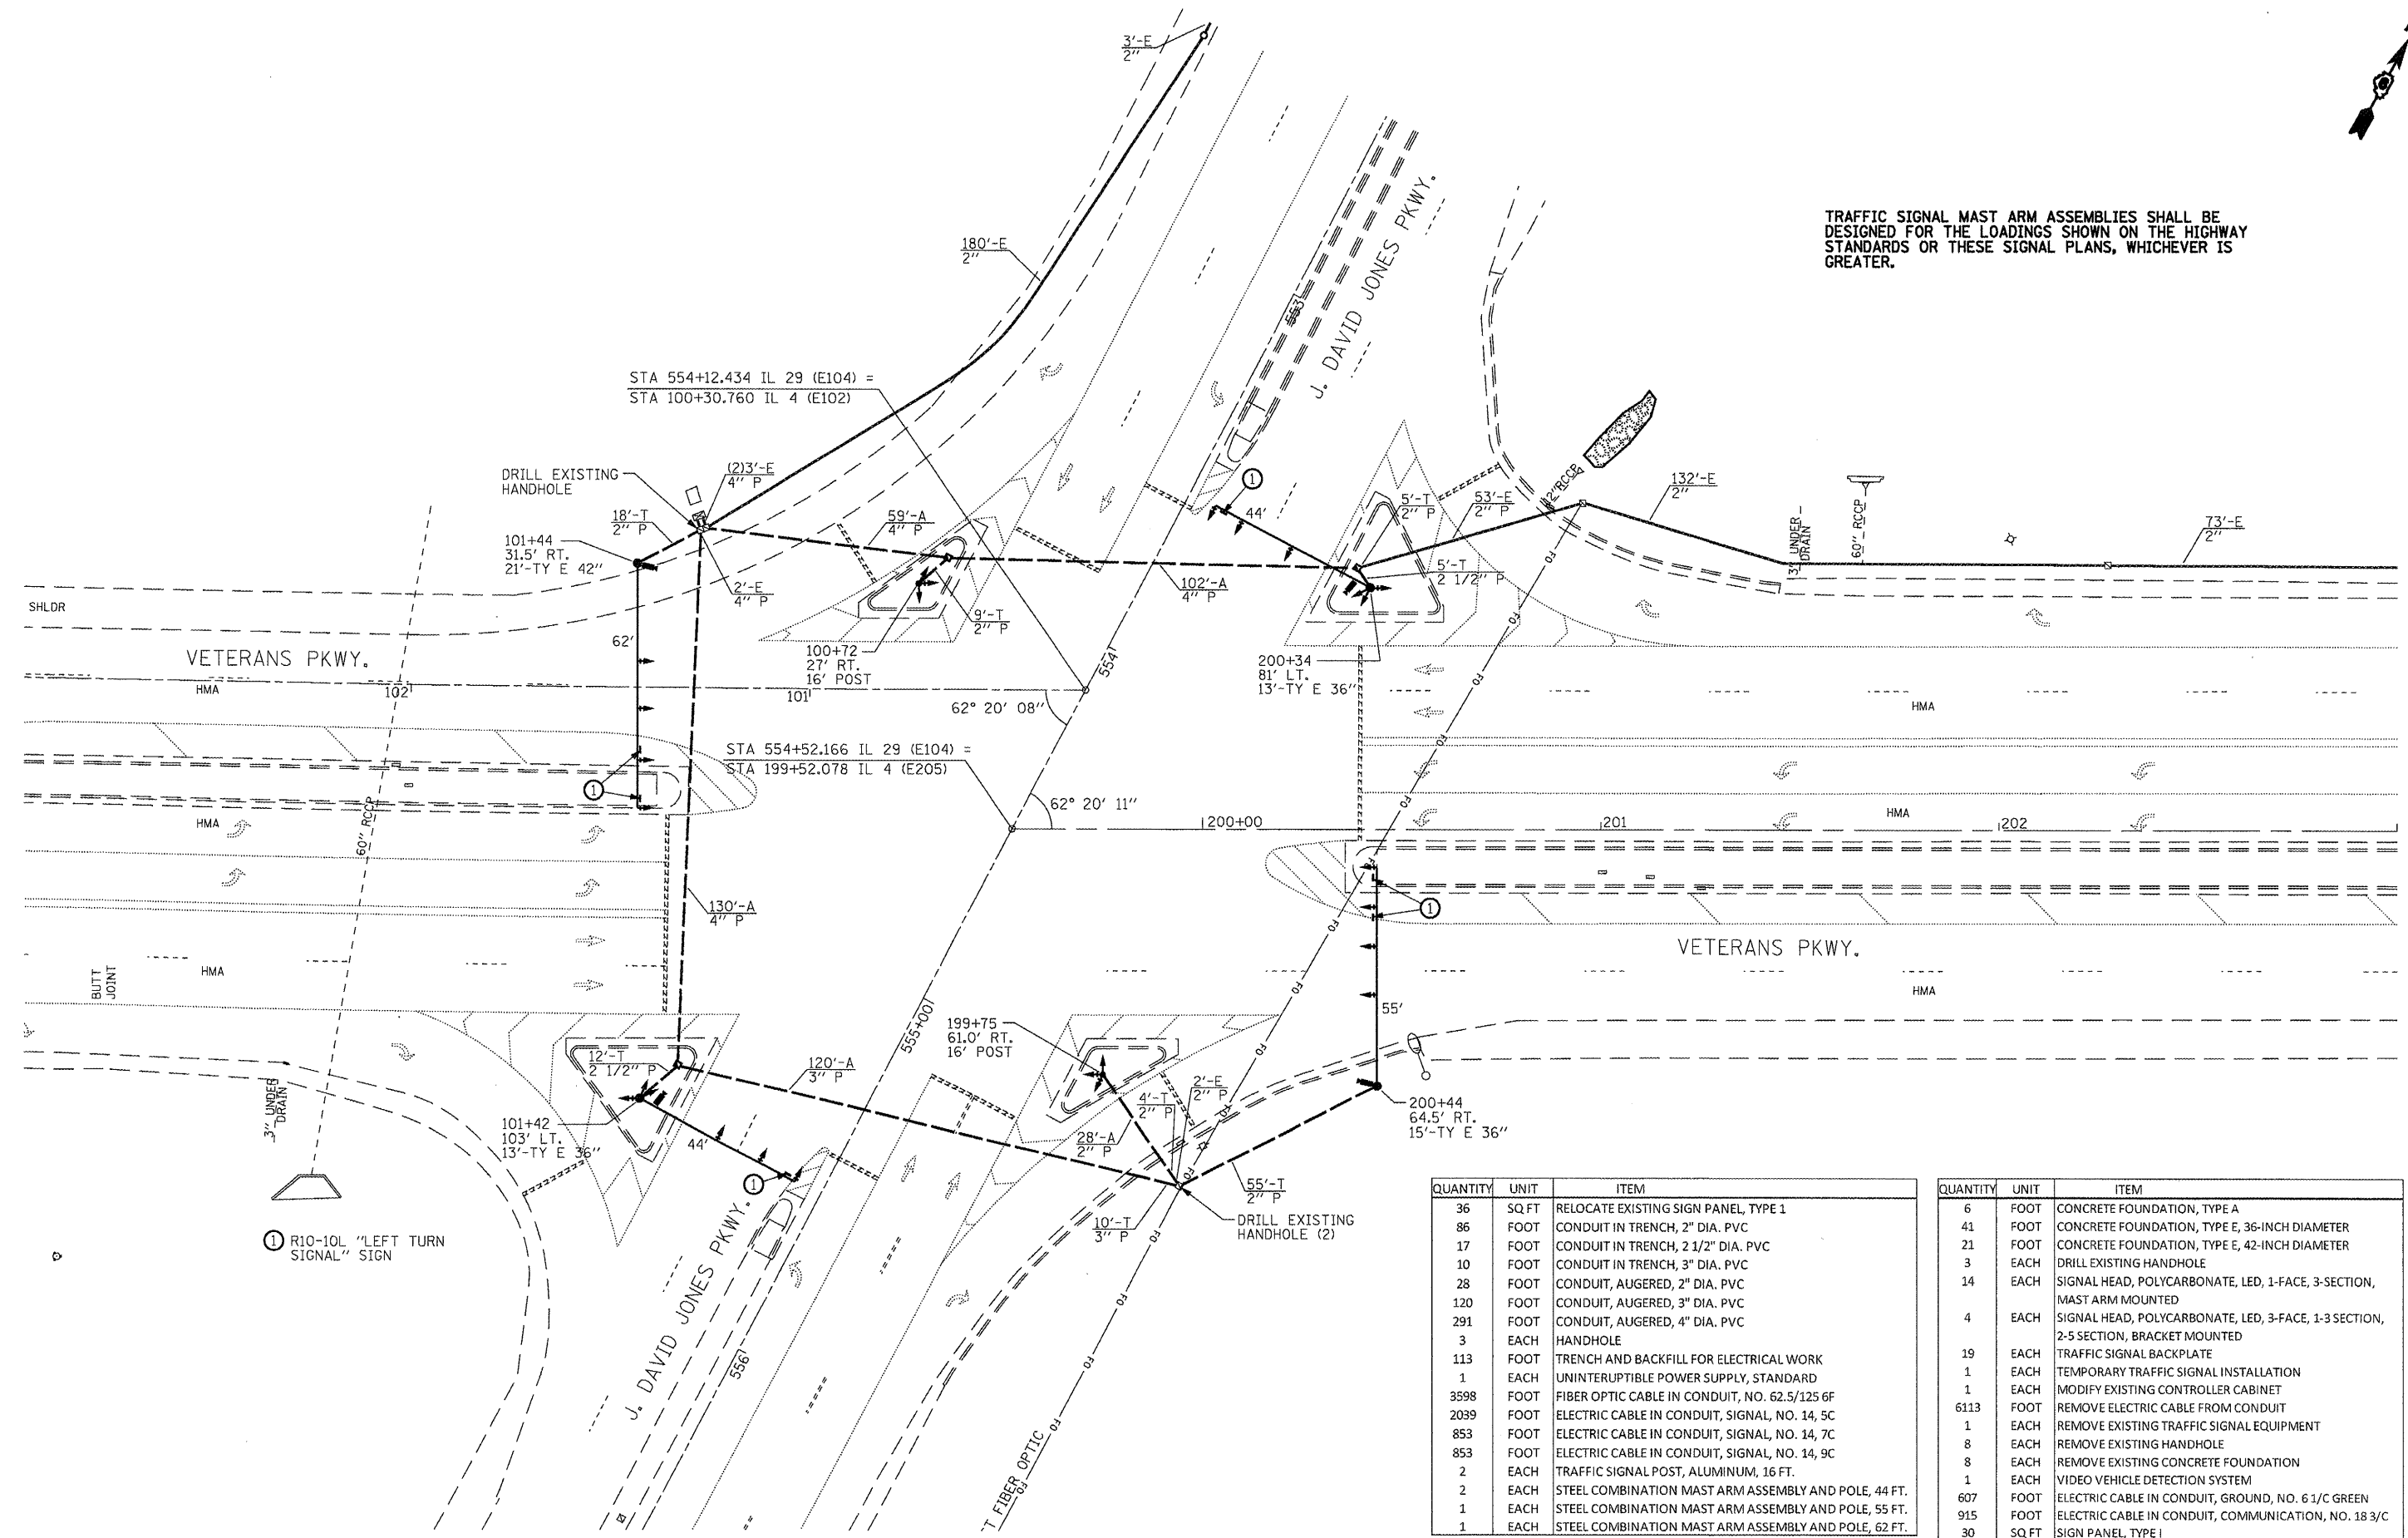 3'-E
2"
180'-E
2"
J. DAVID JONES PKWY.
553
TRAFFIC SIGNAL MAST ARM ASSEMBLIES SHALL BE
DESIGNED FOR THE LOADINGS SHOWN ON THE HIGHWAY
STANDARDS OR THESE SIGNAL PLANS, WHICHEVER IS
GREATER.
STA 554+12.434 IL 29 (E104) =
STA 100+30.760 IL 4 (E102)
DRILL EXISTING
HANDHOLE
(2)3'-E
4" P
18'-T
2" P
59'-A
4" P
101+44
31.5' RT.
21'-TY E 42"
2'-E
4" P
1
44'
5'-T
2" P
53'-E
2" P
132'-E
2"
3" UNDER
DRAIN
60" RCCP
73'-E
2"
5'-T
2 1/2" P
102'-A
4" P
9'-T
2" P
SHLDR
62'
100+72
27' RT.
16' POST
200+34
81' LT.
13'-TY E 36"
554
VETERANS PKWY.
HMA
102
101
62° 20' 08"
FO
HMA
STA 554+52.166 IL 29 (E104) =
STA 199+52.078 IL 4 (E205)
1
62° 20' 11"
60" RCCP
HMA
200+00
201
HMA
202
130'-A
4" P
1
VETERANS PKWY.
BUTT
JOINT
HMA
HMA
55'
555+00
199+75
61.0' RT.
16' POST
12'-T
2 1/2" P
120'-A
3" P
2'-E
2" P
4'-T
2" P
28'-A
2" P
3" UNDER
DRAIN
101+42
103' LT.
13'-TY E 36"
44'
200+44
64.5' RT.
15'-TY E 36"
1
55'-T
2" P
10'-T
3" P
DRILL EXISTING
HANDHOLE (2)
1 R10-10L "LEFT TURN
SIGNAL" SIGN
J. DAVID JONES PKWY.
556
T FIBER OPTIC
FO
QUANTITY UNIT ITEM
36 SQ FT RELOCATE EXISTING SIGN PANEL, TYPE 1
86 FOOT CONDUIT IN TRENCH, 2" DIA. PVC
17 FOOT CONDUIT IN TRENCH, 2 1/2" DIA. PVC
10 FOOT CONDUIT IN TRENCH, 3" DIA. PVC
28 FOOT CONDUIT, AUGERED, 2" DIA. PVC
120 FOOT CONDUIT, AUGERED, 3" DIA. PVC
291 FOOT CONDUIT, AUGERED, 4" DIA. PVC
3 EACH HANDHOLE
113 FOOT TRENCH AND BACKFILL FOR ELECTRICAL WORK
1 EACH UNINTERUPTIBLE POWER SUPPLY, STANDARD
3598 FOOT FIBER OPTIC CABLE IN CONDUIT, NO. 62.5/125 6F
2039 FOOT ELECTRIC CABLE IN CONDUIT, SIGNAL, NO. 14, 5C
853 FOOT ELECTRIC CABLE IN CONDUIT, SIGNAL, NO. 14, 7C
853 FOOT ELECTRIC CABLE IN CONDUIT, SIGNAL, NO. 14, 9C
2 EACH TRAFFIC SIGNAL POST, ALUMINUM, 16 FT.
2 EACH STEEL COMBINATION MAST ARM ASSEMBLY AND POLE, 44 FT.
1 EACH STEEL COMBINATION MAST ARM ASSEMBLY AND POLE, 55 FT.
1 EACH STEEL COMBINATION MAST ARM ASSEMBLY AND POLE, 62 FT.
QUANTITY UNIT ITEM
6 FOOT CONCRETE FOUNDATION, TYPE A
41 FOOT CONCRETE FOUNDATION, TYPE E, 36-INCH DIAMETER
21 FOOT CONCRETE FOUNDATION, TYPE E, 42-INCH DIAMETER
3 EACH DRILL EXISTING HANDHOLE
14 EACH SIGNAL HEAD, POLYCARBONATE, LED, 1-FACE, 3-SECTION,
MAST ARM MOUNTED
4 EACH SIGNAL HEAD, POLYCARBONATE, LED, 3-FACE, 1-3 SECTION,
2-5 SECTION, BRACKET MOUNTED
19 EACH TRAFFIC SIGNAL BACKPLATE
1 EACH TEMPORARY TRAFFIC SIGNAL INSTALLATION
1 EACH MODIFY EXISTING CONTROLLER CABINET
6113 FOOT REMOVE ELECTRIC CABLE FROM CONDUIT
1 EACH REMOVE EXISTING TRAFFIC SIGNAL EQUIPMENT
8 EACH REMOVE EXISTING HANDHOLE
8 EACH REMOVE EXISTING CONCRETE FOUNDATION
1 EACH VIDEO VEHICLE DETECTION SYSTEM
607 FOOT ELECTRIC CABLE IN CONDUIT, GROUND, NO. 6 1/C GREEN
915 FOOT ELECTRIC CABLE IN CONDUIT, COMMUNICATION, NO. 18 3/C
30 SQ FT SIGN PANEL, TYPE I